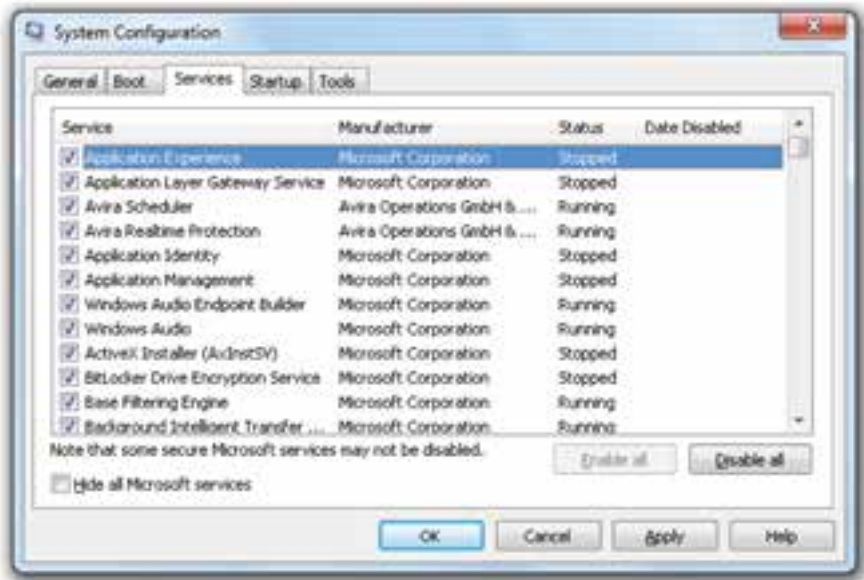 System Configuration
General Boot Services Startup Tools
Service Manufacturer Status Date Disabled
Application Experience Microsoft Corporation Stopped
Application Layer Gateway Service Microsoft Corporation Stopped
Avira Scheduler Avira Operations GmbH & .... Running
Avira Realtime Protection Avira Operations GmbH & .... Running
Application Identity Microsoft Corporation Stopped
Application Management Microsoft Corporation Stopped
Windows Audio Endpoint Builder Microsoft Corporation Running
Windows Audio Microsoft Corporation Running
ActiveX Installer (AxInstSV) Microsoft Corporation Stopped
BitLocker Drive Encryption Service Microsoft Corporation Stopped
Base Filtering Engine Microsoft Corporation Running
Background Intelligent Transfer ... Microsoft Corporation Running
Note that some secure Microsoft services may not be disabled.
Enable all Disable all
Hide all Microsoft services
OK Cancel Apply Help